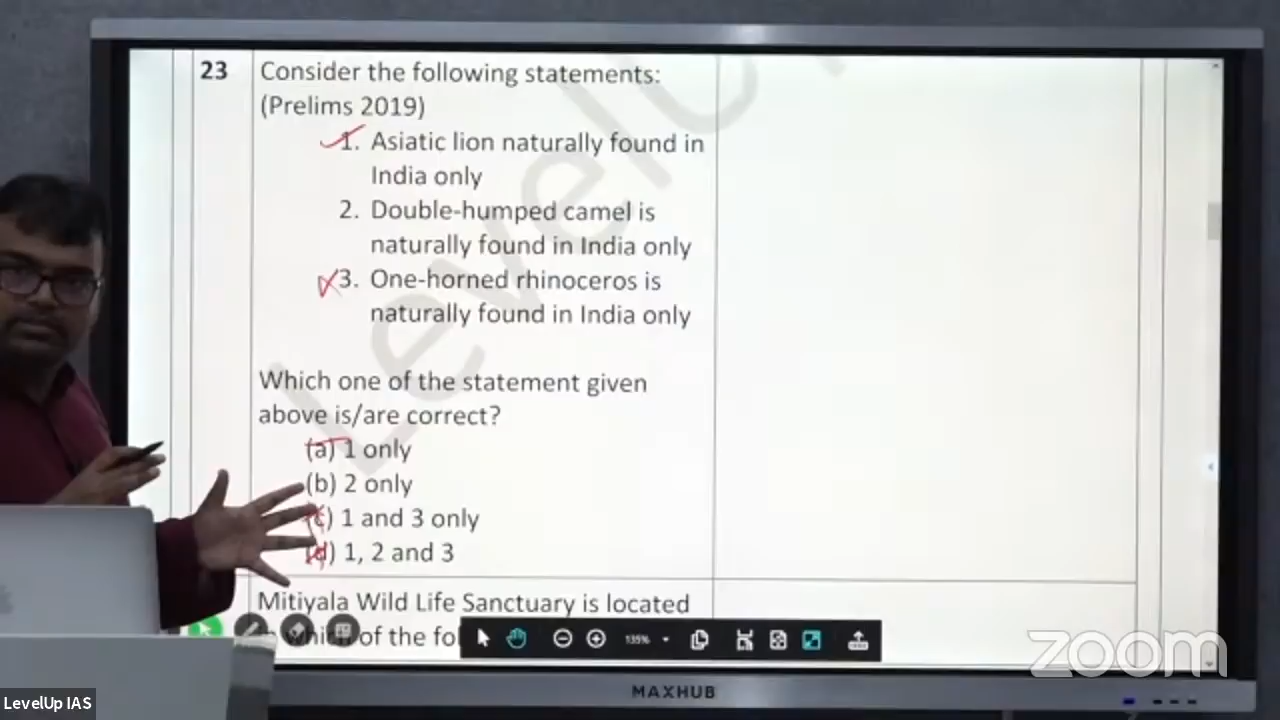 23 Consider the following statements:
(Prelims 2019)
1. Asiatic lion naturally found in
India only
2. Double-humped camel is
naturally found in India only
3. One-horned rhinoceros is
naturally found in India only
Which one of the statement given
above is/are correct?
(a) 1 only
(b) 2 only
(c) 1 and 3 only
(d) 1, 2 and 3
Mitiyala Wild Life Sanctuary is located
which of the fo
135%
MAXHUB
zoom
LevelUp IAS
LevelU